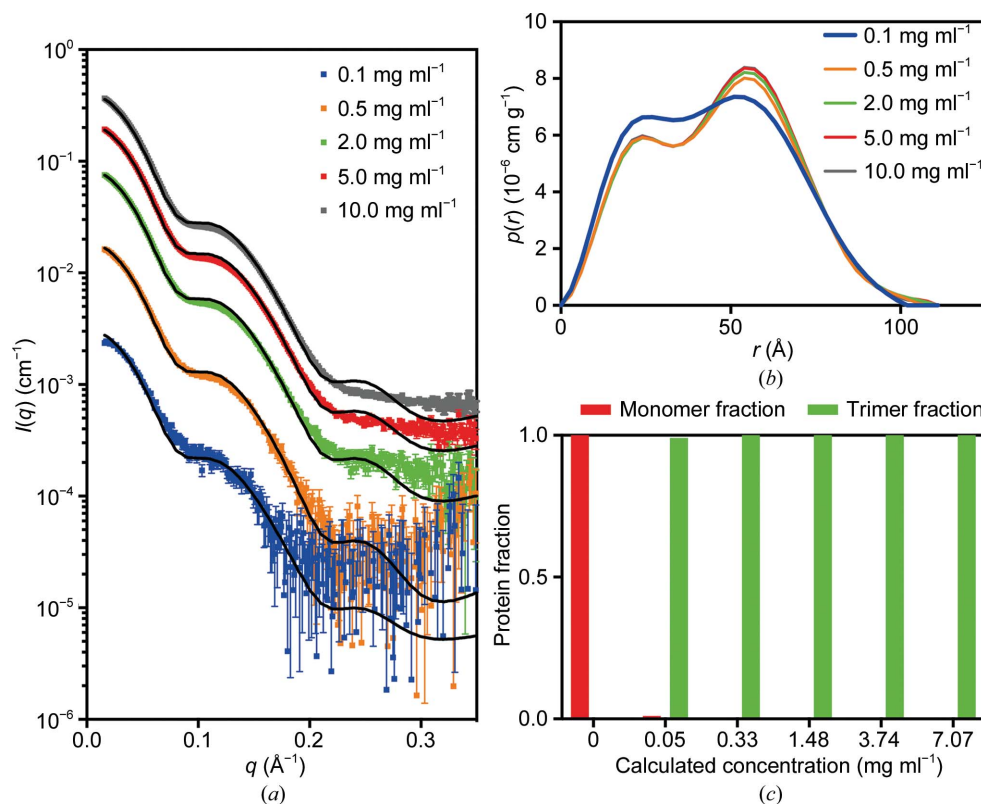 10⁰
10⁻¹
10⁻²
10⁻³
10⁻⁴
10⁻⁵
10⁻⁶
I(q) (cm⁻¹)
0.1 mg ml⁻¹
0.5 mg ml⁻¹
2.0 mg ml⁻¹
5.0 mg ml⁻¹
10.0 mg ml⁻¹
0.0 0.1 0.2 0.3
q (Å⁻¹)
(a)
10
8
6
4
2
0
p(r) (10⁻⁶ cm g⁻¹)
0.1 mg ml⁻¹
0.5 mg ml⁻¹
2.0 mg ml⁻¹
5.0 mg ml⁻¹
10.0 mg ml⁻¹
0 50 100
r (Å)
(b)
Monomer fraction Trimer fraction
1.0
0.5
0.0
Protein fraction
0 0.05 0.33 1.48 3.74 7.07
Calculated concentration (mg ml⁻¹)
(c)